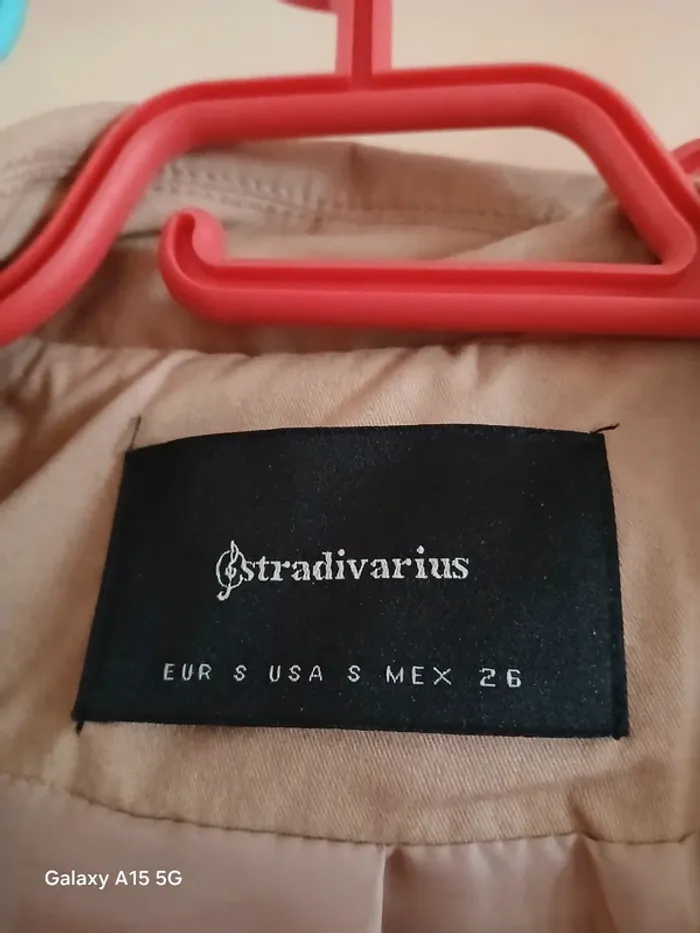 stradivarius
EUR S USA S MEX 26
Galaxy A15 5G